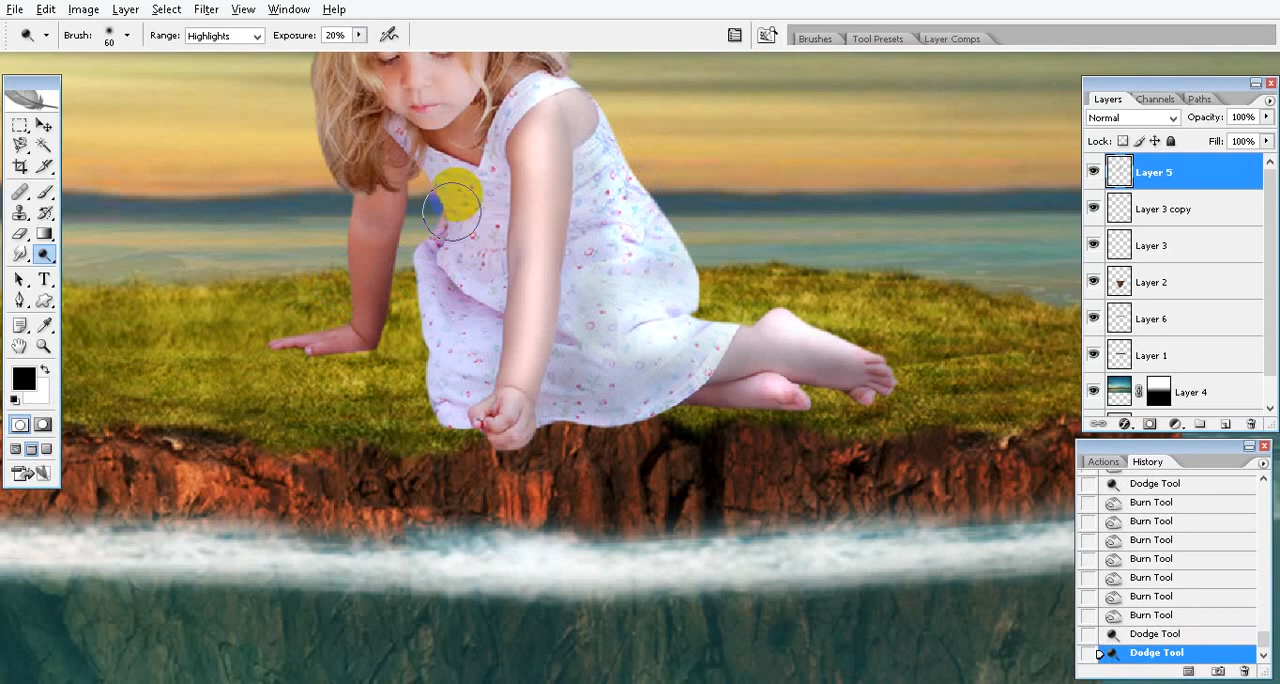 File Edit Image Layer Select Filter View Window Help
Brush: 60 Range: Highlights Exposure: 20% Brushes Tool Presets Layer Comps
Layers Channels Paths
Normal Opacity: 100%
Lock: Fill: 100%
Layer 5
Layer 3 copy
Layer 3
Layer 2
Layer 6
Layer 1
Layer 4
Actions History
Dodge Tool
Burn Tool
Burn Tool
Burn Tool
Burn Tool
Burn Tool
Burn Tool
Burn Tool
Dodge Tool
Dodge Tool
T